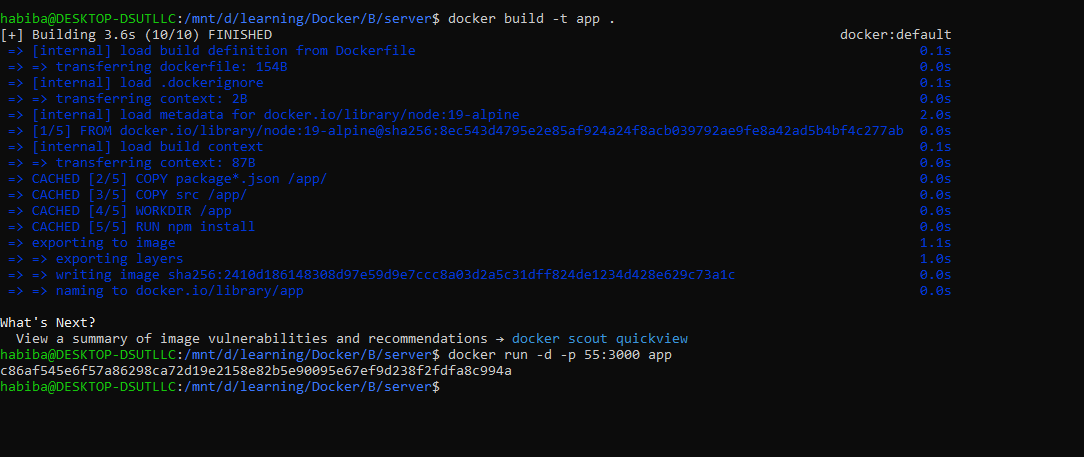 habiba@DESKTOP-DSUTLLC:/mnt/d/learning/Docker/B/server$ docker build -t app .
[+] Building 3.6s (10/10) FINISHED docker:default
=> [internal] load build definition from Dockerfile 0.1s
=> => transferring dockerfile: 154B 0.0s
=> [internal] load .dockerignore 0.1s
=> => transferring context: 2B 0.0s
=> [internal] load metadata for docker.io/library/node:19-alpine 2.0s
=> [1/5] FROM docker.io/library/node:19-alpine@sha256:8ec543d4795e2e85af924a24f8acb039792ae9fe8a42ad5b4bf4c277ab 0.0s
=> [internal] load build context 0.1s
=> => transferring context: 87B 0.0s
=> CACHED [2/5] COPY package*.json /app/ 0.0s
=> CACHED [3/5] COPY src /app/ 0.0s
=> CACHED [4/5] WORKDIR /app 0.0s
=> CACHED [5/5] RUN npm install 0.0s
=> exporting to image 1.1s
=> => exporting layers 1.0s
=> => writing image sha256:2410d186148308d97e59d9e7ccc8a03d2a5c31dff824de1234d428e629c73a1c 0.0s
=> => naming to docker.io/library/app 0.0s
What's Next?
View a summary of image vulnerabilities and recommendations → docker scout quickview
habiba@DESKTOP-DSUTLLC:/mnt/d/learning/Docker/B/server$ docker run -d -p 55:3000 app
c86af545e6f57a86298ca72d19e2158e82b5e90095e67ef9d238f2fdfa8c994a
habiba@DESKTOP-DSUTLLC:/mnt/d/learning/Docker/B/server$